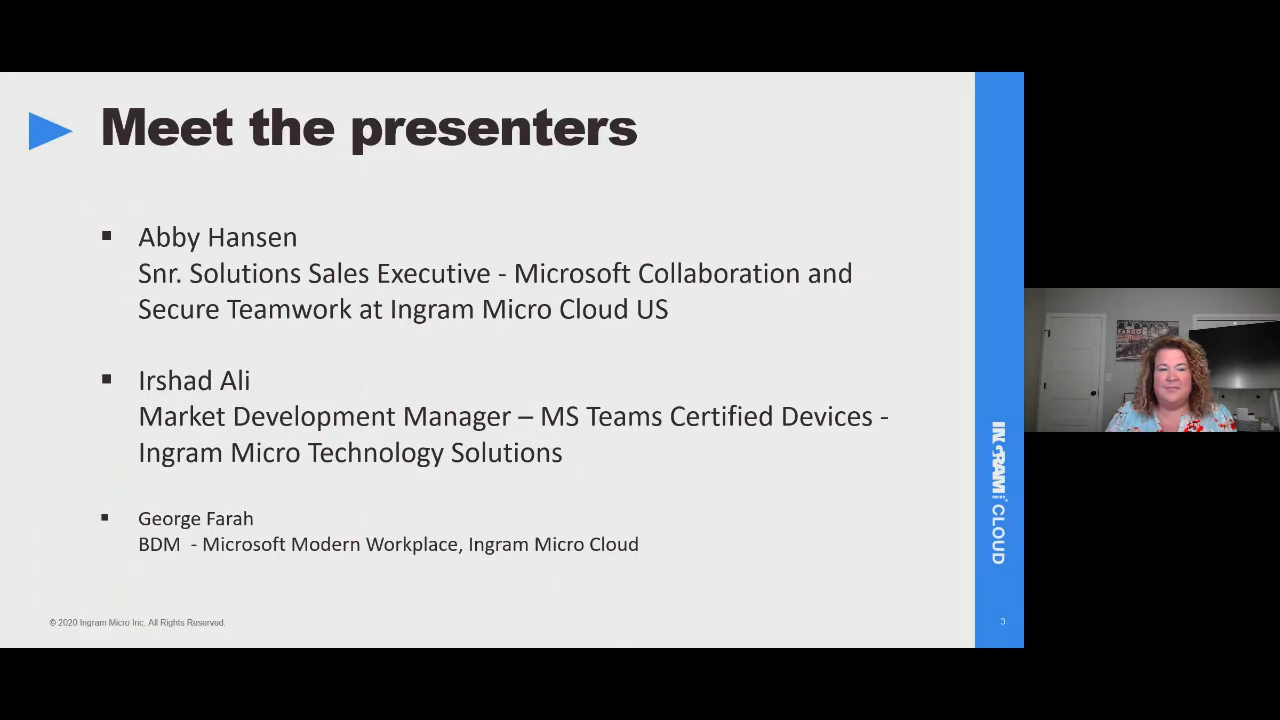 Meet the presenters
▪ Abby Hansen
Snr. Solutions Sales Executive - Microsoft Collaboration and
Secure Teamwork at Ingram Micro Cloud US
▪ Irshad Ali
Market Development Manager – MS Teams Certified Devices -
Ingram Micro Technology Solutions
▪ George Farah
BDM - Microsoft Modern Workplace, Ingram Micro Cloud
© 2020 Ingram Micro Inc. All Rights Reserved.
INGRAM CLOUD
3
FARGO